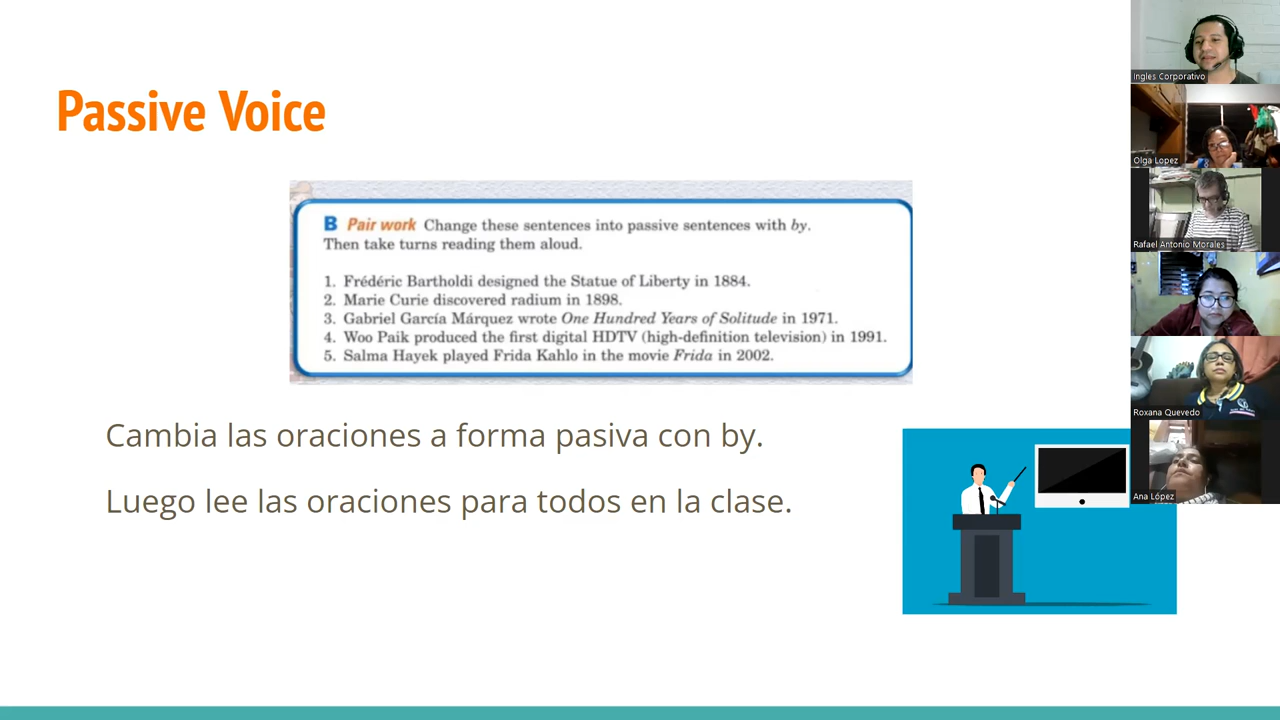 Passive Voice
B Pair work Change these sentences into passive sentences with by.
Then take turns reading them aloud.
1. Frédéric Bartholdi designed the Statue of Liberty in 1884.
2. Marie Curie discovered radium in 1898.
3. Gabriel García Márquez wrote One Hundred Years of Solitude in 1971.
4. Woo Paik produced the first digital HDTV (high-definition television) in 1991.
5. Salma Hayek played Frida Kahlo in the movie Frida in 2002.
Cambia las oraciones a forma pasiva con by.
Luego lee las oraciones para todos en la clase.
Ingles Corporativo
Olga Lopez
Rafael Antonio Morales
Roxana Quevedo
Ana López